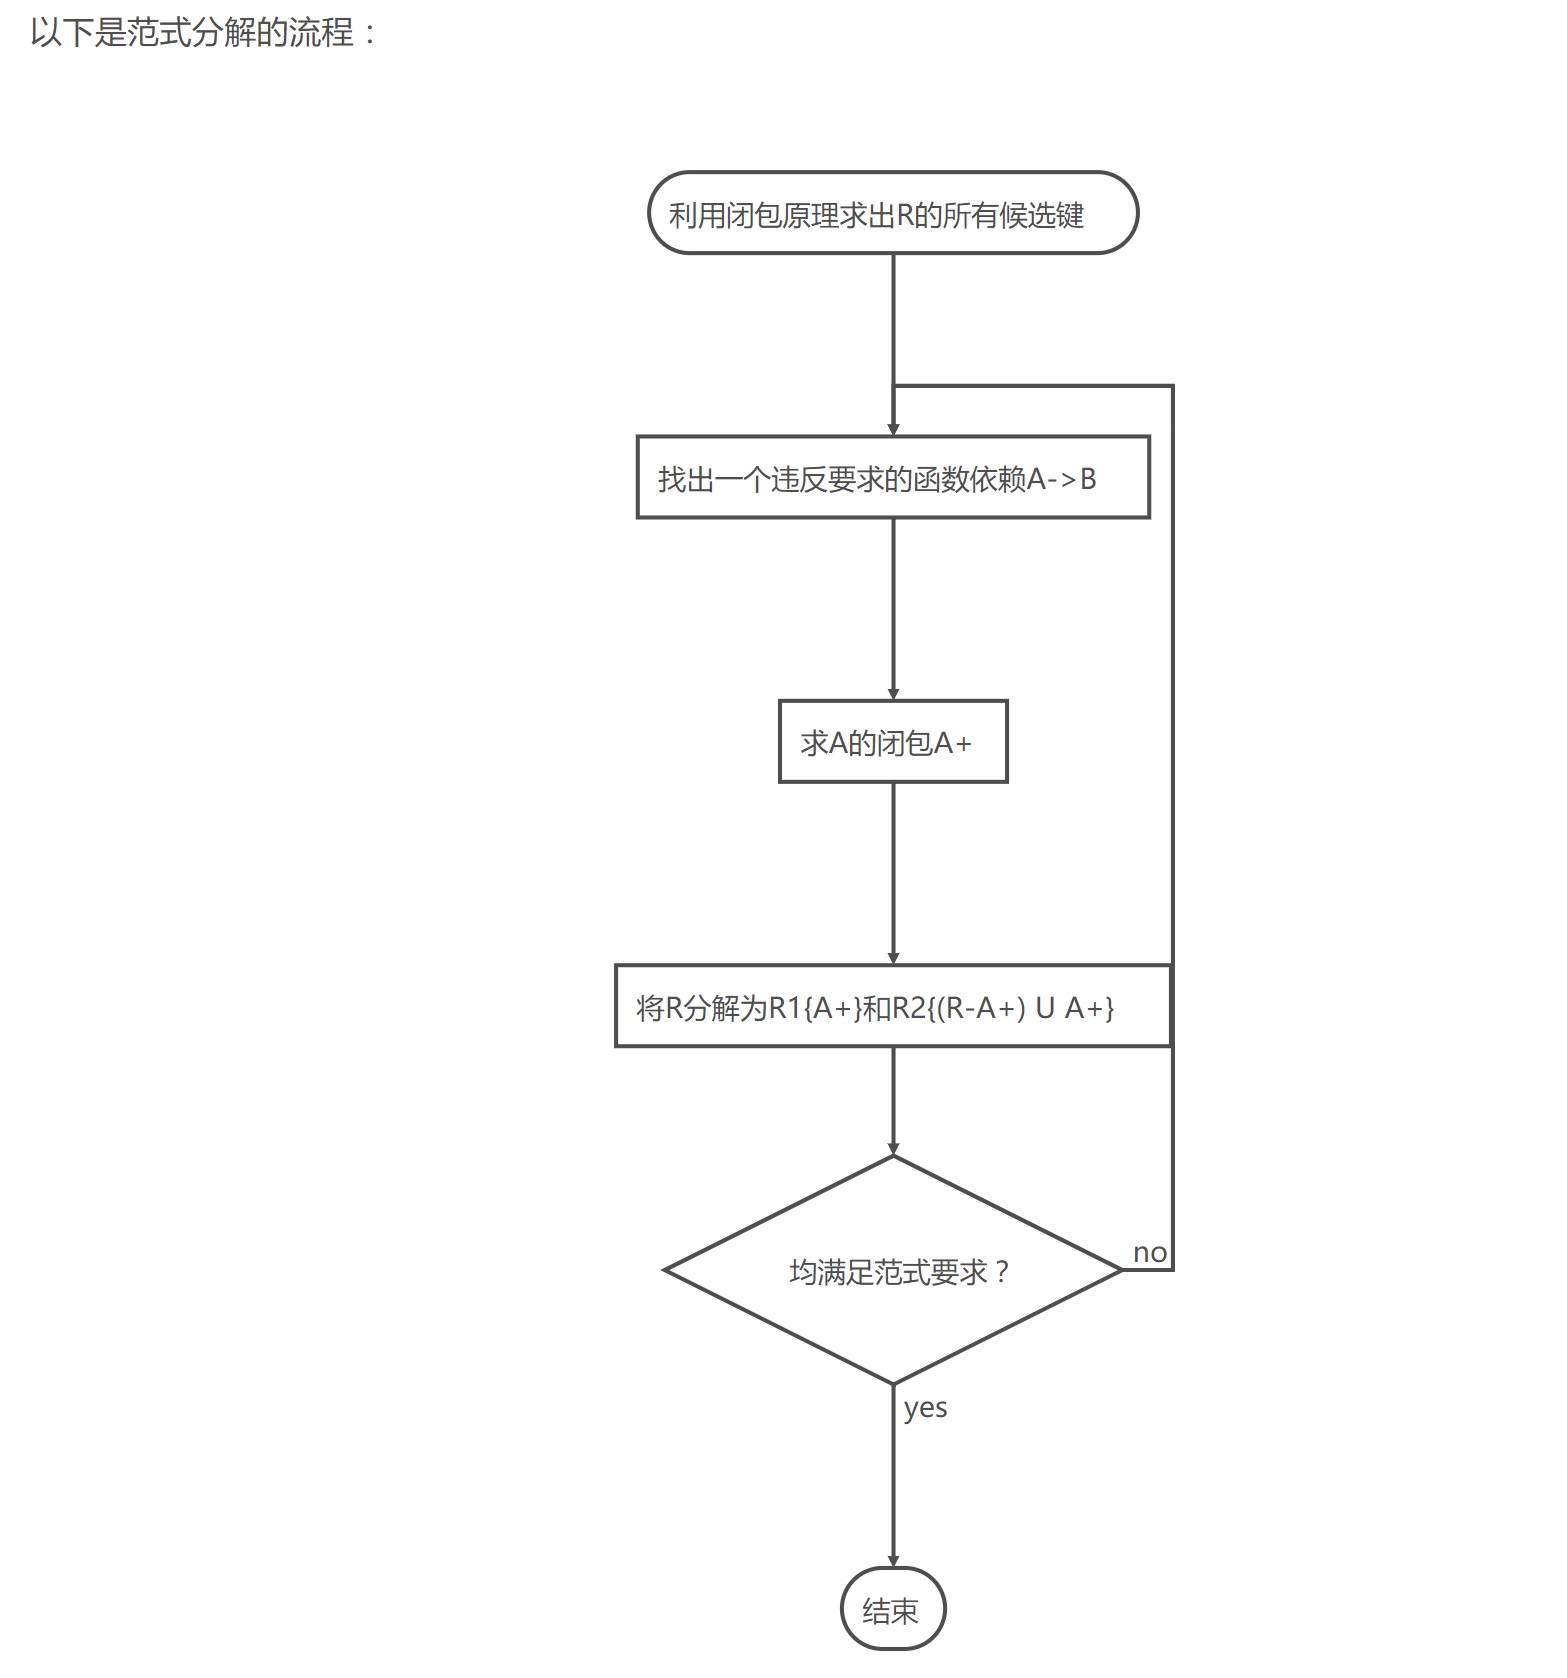 以下是范式分解的流程：
利用闭包原理求出R的所有候选键
找出一个违反要求的函数依赖A->B
求A的闭包A+
将R分解为R1{A+}和R2{(R-A+) U A+}
均满足范式要求？
no
yes
结束